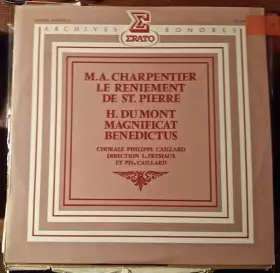 ERATO
ARCHIVES SONORES
M.A. CHARPENTIER
LE RENIEMENT
DE ST. PIERRE
H. DU MONT
MAGNIFICAT
BENEDICTUS
CHORALE PHILIPPE CAILLARD
DIRECTION L. FREMAUX
ET PH. CAILLARD